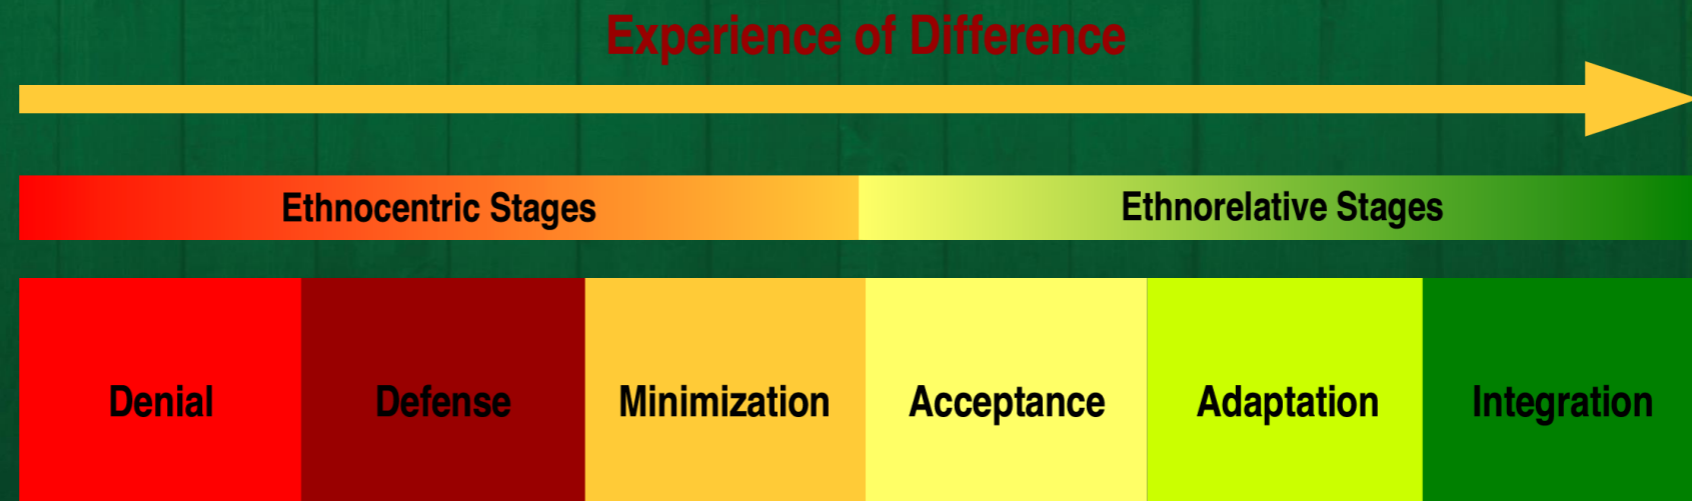 Experience of Difference
Ethnocentric Stages
Ethnorelative Stages
Denial
Defense
Minimization
Acceptance
Adaptation
Integration